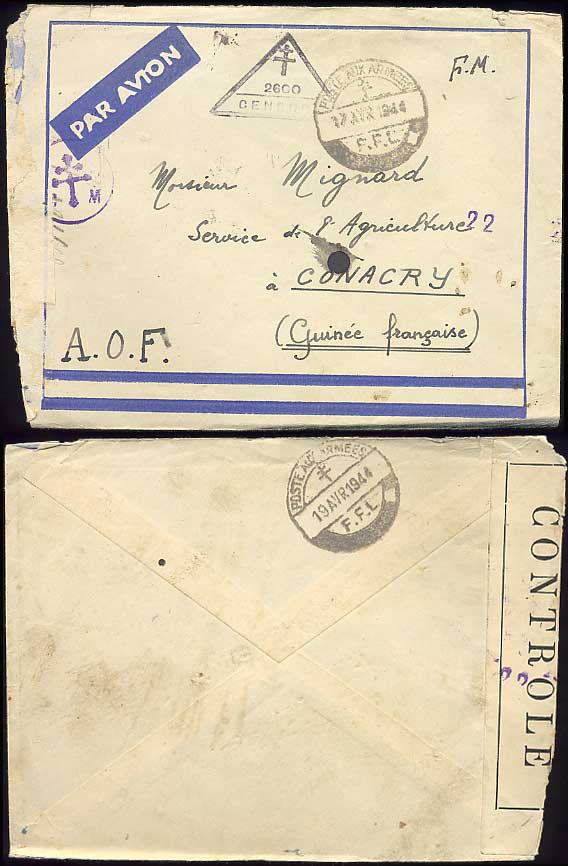 PAR AVION
2600
CENSURE
POSTE AUX ARMEES
17 AVR 1944
F.F.L.
F.M.
M
Monsieur Mignard
Service de l'Agriculture 22
à CONACRY
(Guinée française)
A.O.F.
POSTE AUX ARMEES
19 AVR 1944
F.F.L
CONTROLE